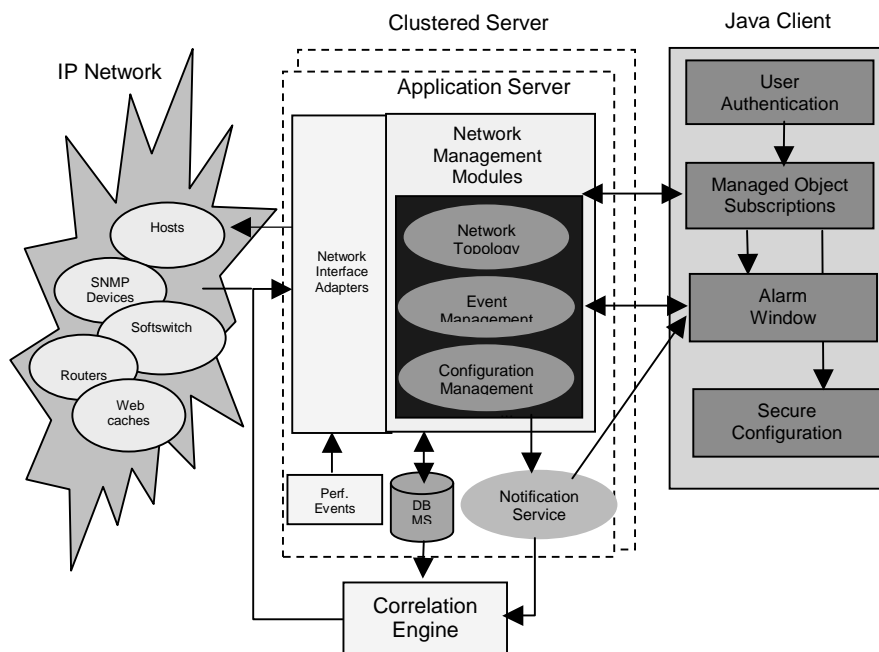 Clustered Server
Java Client
IP Network
Application Server
User
Authentication
Network
Management
Modules
Managed Object
Subscriptions
Hosts
Network
Topology
Network
Interface
Adapters
SNMP
Devices
Event
Management
Alarm
Window
Softswitch
Routers
Configuration
Management
Web
caches
Secure
Configuration
Perf.
Events
DB
MS
Notification
Service
Correlation
Engine